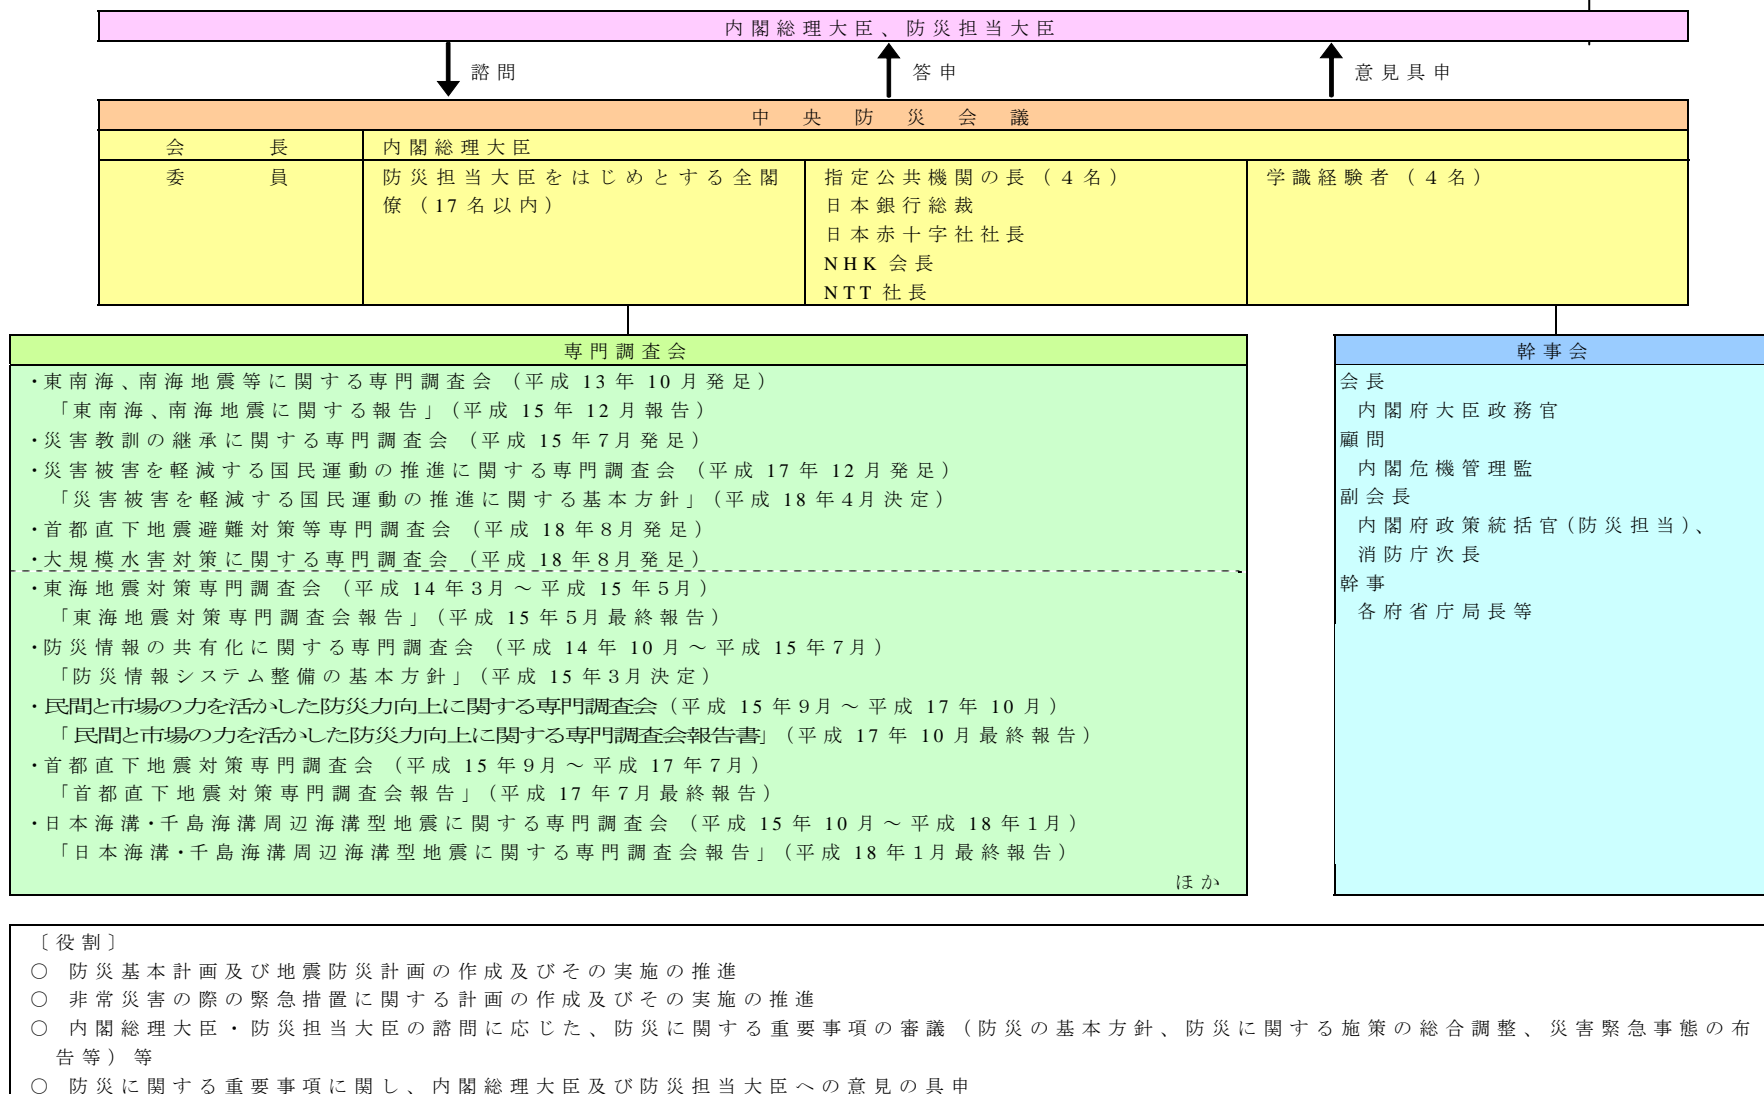 内閣総理大臣、防災担当大臣
諮問
答申
意見具申
中央防災会議
会長
内閣総理大臣
委員
防災担当大臣をはじめとする全閣
僚（17名以内）
指定公共機関の長（4名）
日本銀行総裁
日本赤十字社社長
NHK会長
NTT社長
学識経験者（4名）
専門調査会
・東南海、南海地震等に関する専門調査会（平成13年10月発足）
「東南海、南海地震に関する報告」（平成15年12月報告）
・災害教訓の継承に関する専門調査会（平成15年7月発足）
・災害被害を軽減する国民運動の推進に関する専門調査会（平成17年12月発足）
「災害被害を軽減する国民運動の推進に関する基本方針」（平成18年4月決定）
・首都直下地震避難対策等専門調査会（平成18年8月発足）
・大規模水害対策に関する専門調査会（平成18年8月発足）
・東海地震対策専門調査会（平成14年3月～平成15年5月）
「東海地震対策専門調査会報告」（平成15年5月最終報告）
・防災情報の共有化に関する専門調査会（平成14年10月～平成15年7月）
「防災情報システム整備の基本方針」（平成15年3月決定）
・民間と市場の力を活かした防災力向上に関する専門調査会（平成15年9月～平成17年10月）
「民間と市場の力を活かした防災力向上に関する専門調査会報告書」（平成17年10月最終報告）
・首都直下地震対策専門調査会（平成15年9月～平成17年7月）
「首都直下地震対策専門調査会報告」（平成17年7月最終報告）
・日本海溝・千島海溝周辺海溝型地震に関する専門調査会（平成15年10月～平成18年1月）
「日本海溝・千島海溝周辺海溝型地震に関する専門調査会報告」（平成18年1月最終報告）
ほか
幹事会
会長
内閣府大臣政務官
顧問
内閣危機管理監
副会長
内閣府政策統括官（防災担当）、
消防庁次長
幹事
各府省庁局長等
〔役割〕
○ 防災基本計画及び地震防災計画の作成及びその実施の推進
○ 非常災害の際の緊急措置に関する計画の作成及びその実施の推進
○ 内閣総理大臣・防災担当大臣の諮問に応じた、防災に関する重要事項の審議（防災の基本方針、防災に関する施策の総合調整、災害緊急事態の布
告等）等
○ 防災に関する重要事項に関し、内閣総理大臣及び防災担当大臣への意見の具申